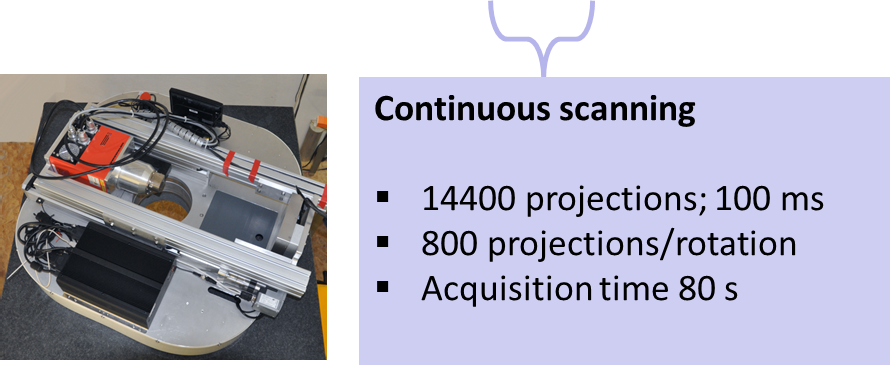 Continuous scanning
▪ 14400 projections; 100 ms
▪ 800 projections/rotation
▪ Acquisition time 80 s